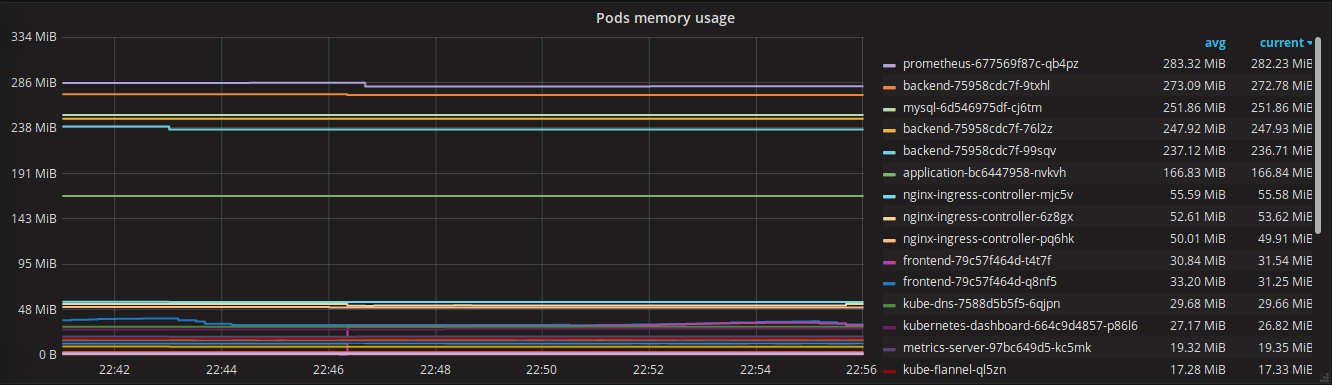 Pods memory usage
334 MiB
286 MiB
238 MiB
191 MiB
143 MiB
95 MiB
48 MiB
0 B
22:42 22:44 22:46 22:48 22:50 22:52 22:54 22:56
avg current
prometheus-677569f87c-qb4pz 283.32 MiB 282.23 MiB
backend-75958cdc7f-9txhl 273.09 MiB 272.78 MiB
mysql-6d546975df-cj6tm 251.86 MiB 251.86 MiB
backend-75958cdc7f-76l2z 247.92 MiB 247.93 MiB
backend-75958cdc7f-99sqv 237.12 MiB 236.71 MiB
application-bc6447958-nvkvh 166.83 MiB 166.84 MiB
nginx-ingress-controller-mjc5v 55.59 MiB 55.58 MiB
nginx-ingress-controller-6z8gx 52.61 MiB 53.62 MiB
nginx-ingress-controller-pq6hk 50.01 MiB 49.91 MiB
frontend-79c57f464d-t4t7f 30.84 MiB 31.54 MiB
frontend-79c57f464d-q8nf5 33.20 MiB 31.25 MiB
kube-dns-7588d5b5f5-6qjpn 29.68 MiB 29.66 MiB
kubernetes-dashboard-664c9d4857-p86l6 27.17 MiB 26.82 MiB
metrics-server-97bc649d5-kc5mk 19.32 MiB 19.35 MiB
kube-flannel-ql5zn 17.28 MiB 17.33 MiB